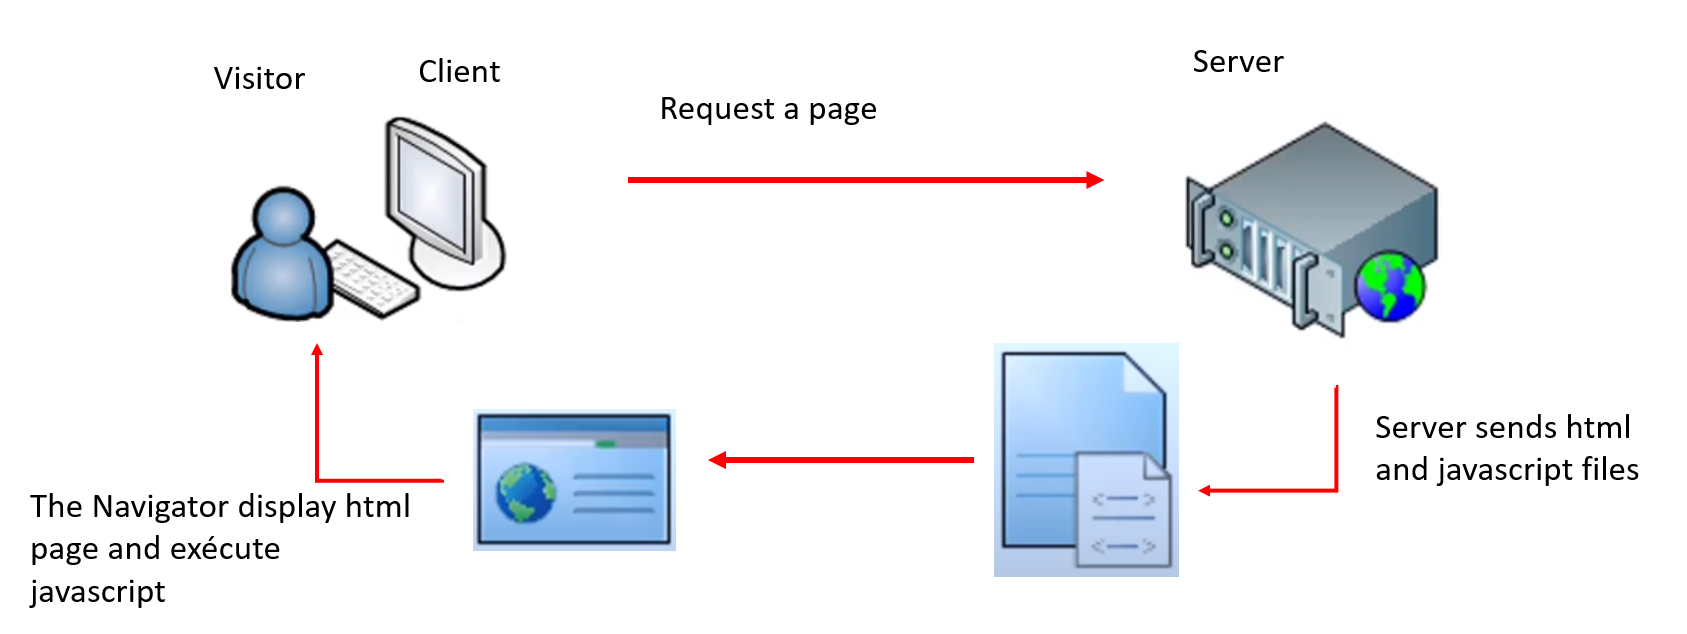 Visitor
Client
Server
Request a page
Server sends html
and javascript files
The Navigator display html
page and exécute
javascript